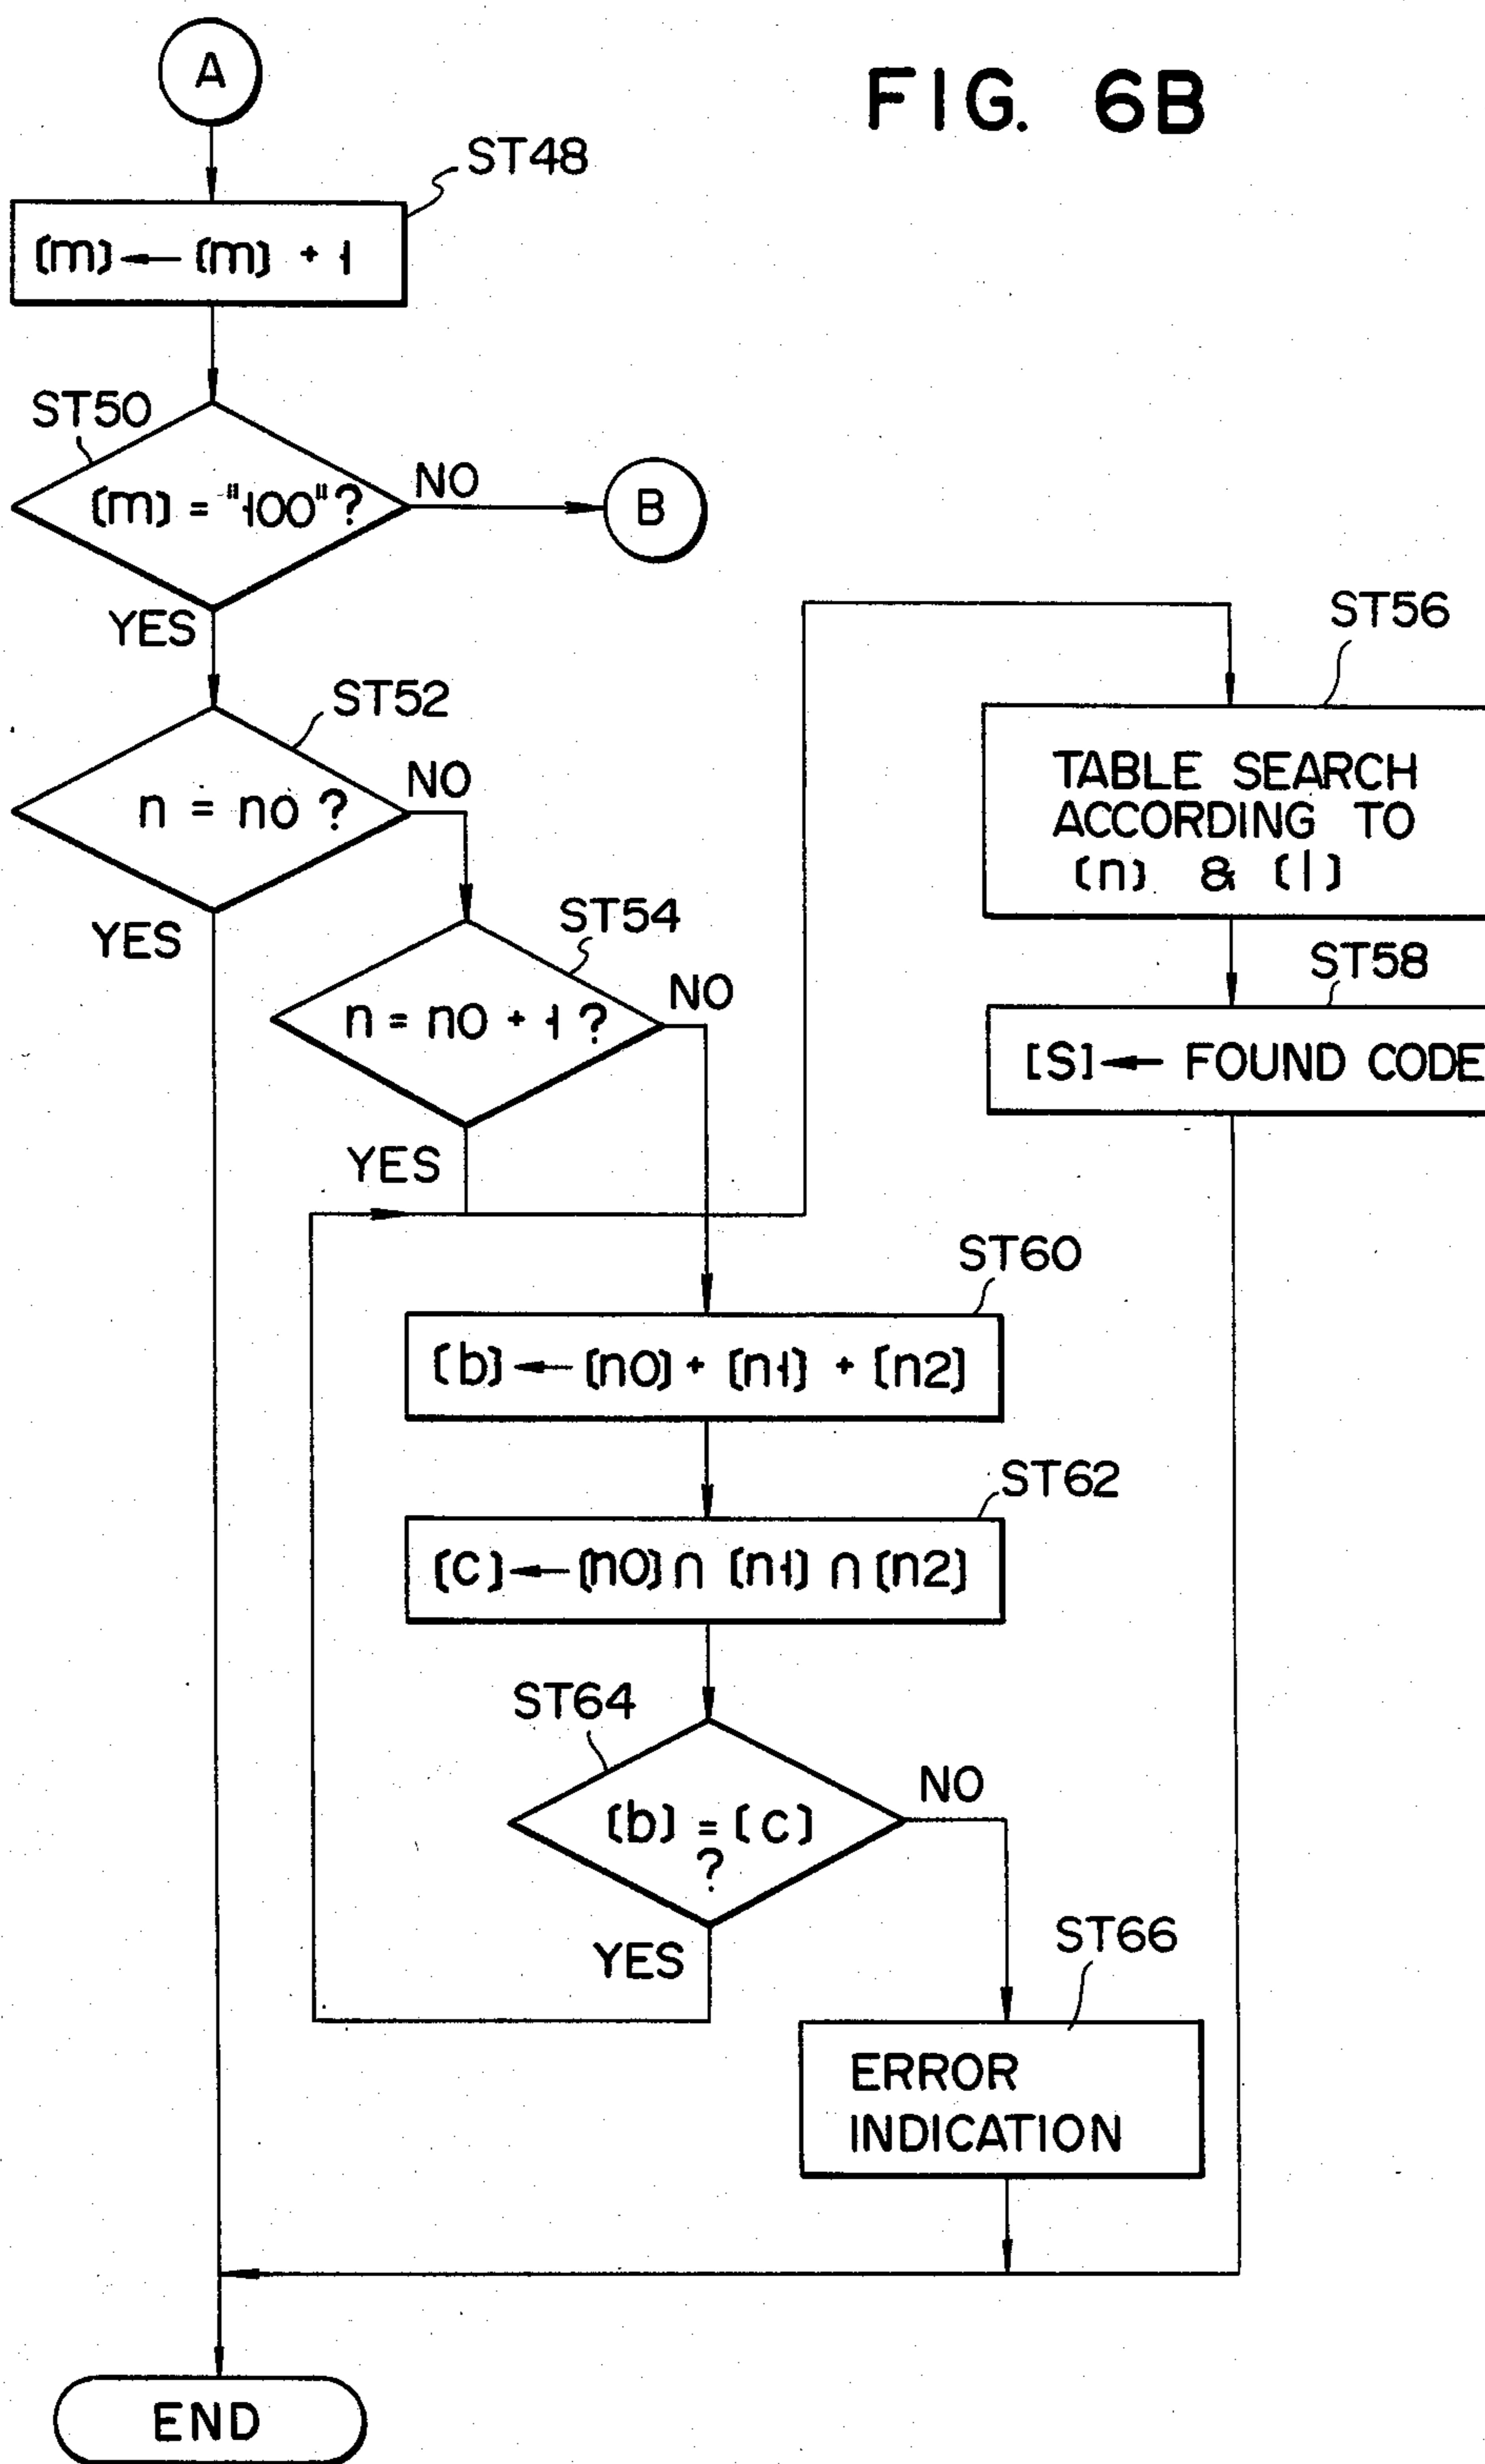 FIG. 6B
A
ST48
[m] ← [m] + 1
ST50
[m] = "100"?
NO
B
YES
ST52
n = n0 ?
NO
YES
ST54
n = n0 + 1 ?
NO
YES
ST56
TABLE SEARCH
ACCORDING TO
[n] & [l]
ST58
[S] ← FOUND CODE
ST60
[b] ← [n0] + [n1] + [n2]
ST62
[c] ← [n0] ∩ [n1] ∩ [n2]
ST64
[b] = [c]
?
NO
YES
ST66
ERROR
INDICATION
END